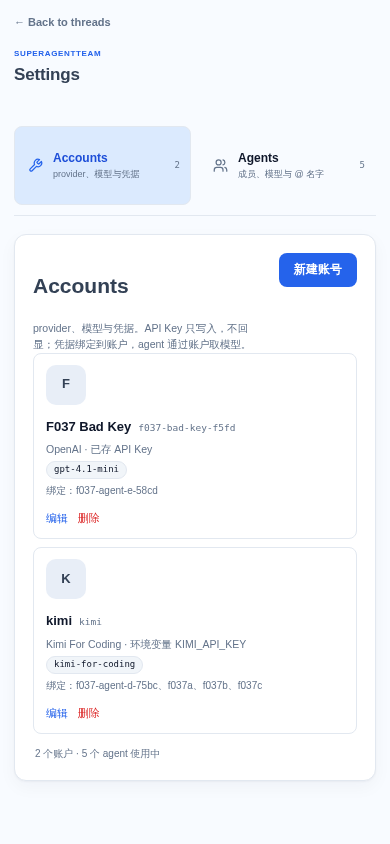 ← Back to threads
SUPERAGENTTEAM
Settings
Accounts
provider、模型与凭据
2
Agents
成员、模型与 @ 名字
5
新建账号
Accounts
provider、模型与凭据。API Key 只写入，不回
显；凭据绑定到账户，agent 通过账户取模型。
F
F037 Bad Key f037-bad-key-f5fd
OpenAI · 已存 API Key
gpt-4.1-mini
绑定：f037-agent-e-58cd
编辑 删除
K
kimi kimi
Kimi For Coding · 环境变量 KIMI_API_KEY
kimi-for-coding
绑定：f037-agent-d-75bc、f037a、f037b、f037c
编辑 删除
2 个账户 · 5 个 agent 使用中